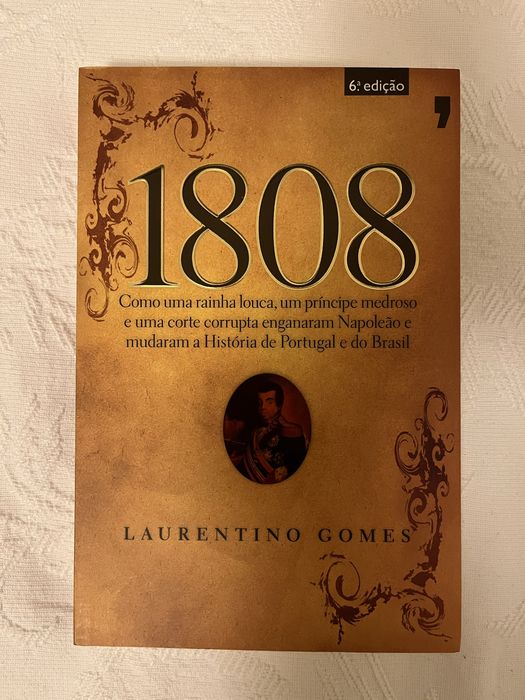 6.ª edição
1808
Como uma rainha louca, um príncipe medroso
e uma corte corrupta enganaram Napoleão e
mudaram a História de Portugal e do Brasil
LAURENTINO GOMES